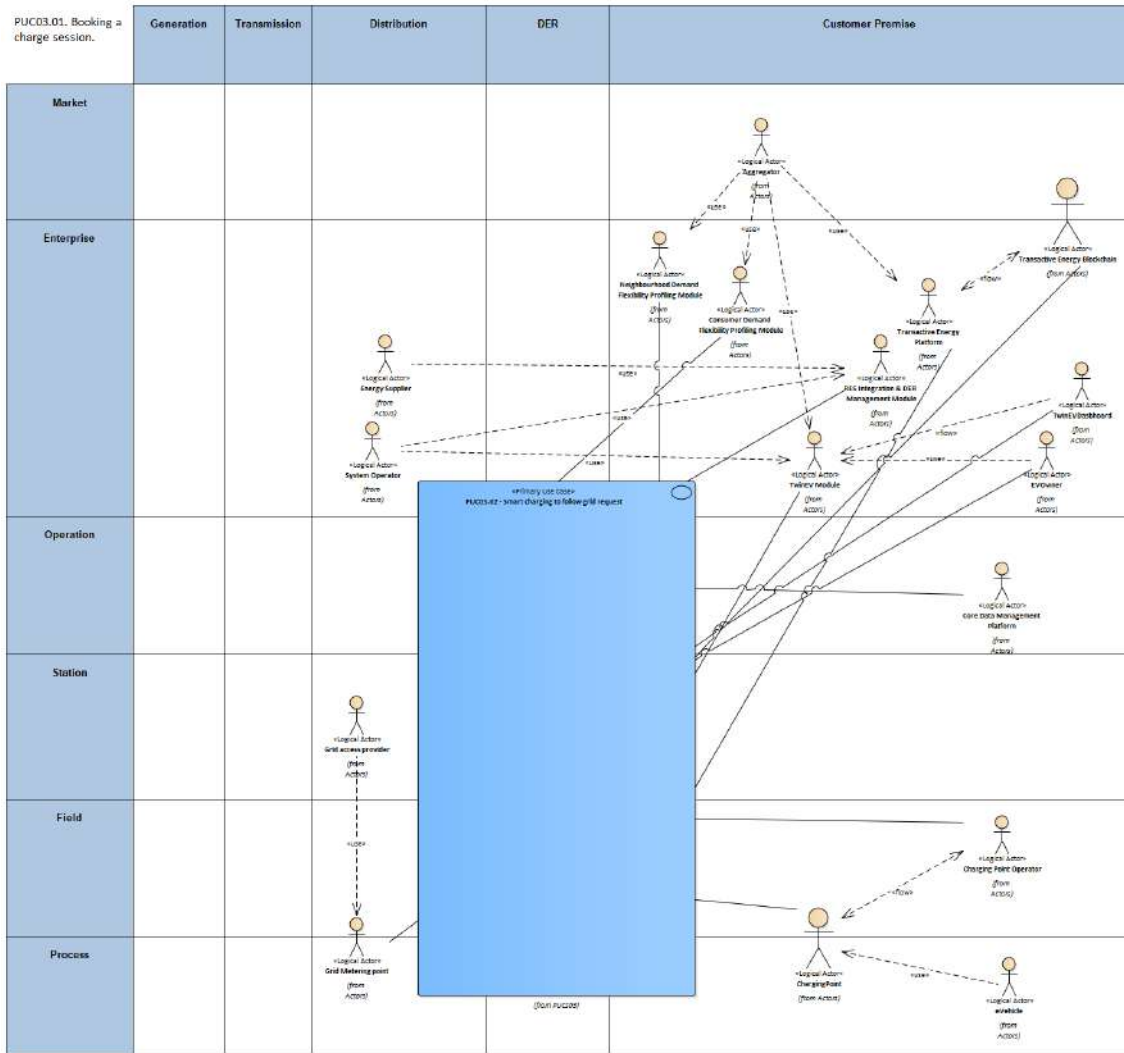 PUC03.01. Booking a
charge session.
Generation
Transmission
Distribution
DER
Customer Premise
Market
«Logical Actor»
Aggregator
(from
Actors)
«use»
«use»
«use»
«use»
Enterprise
«Logical Actor»
Transactive Energy Blockchain
(from Actors)
«flow»
«Logical Actor»
Neighbourhood Demand
Flexibility Profiling Module
(from
Actors)
«Logical Actor»
Consumer Demand
Flexibility Profiling Module
(from
Actors)
«Logical Actor»
Transactive Energy
Platform
(from
Actors)
«Logical Actor»
Energy Supplier
(from
Actors)
«use»
«Logical Actor»
RES Integration & DER
Management Module
(from
Actors)
«Logical Actor»
TwinEVDashboard
(from
Actors)
«use»
«flow»
«Logical Actor»
System Operator
(from
Actors)
«use»
«Logical Actor»
TwinEV Module
(from
Actors)
«use»
«Logical Actor»
EVOwner
(from
Actors)
«Primary Use Case»
PUC03.02 - Smart charging to follow grid request
Operation
«Logical Actor»
Core Data Management
Platform
(from
Actors)
Station
«Logical Actor»
Grid access provider
(from
Actors)
«use»
Field
«Logical Actor»
Charging Point Operator
(from
Actors)
«flow»
Process
«Logical Actor»
Grid Metering point
(from
Actors)
«Logical Actor»
ChargingPoint
(from Actors)
«use»
«Logical Actor»
eVehicle
(from
Actors)